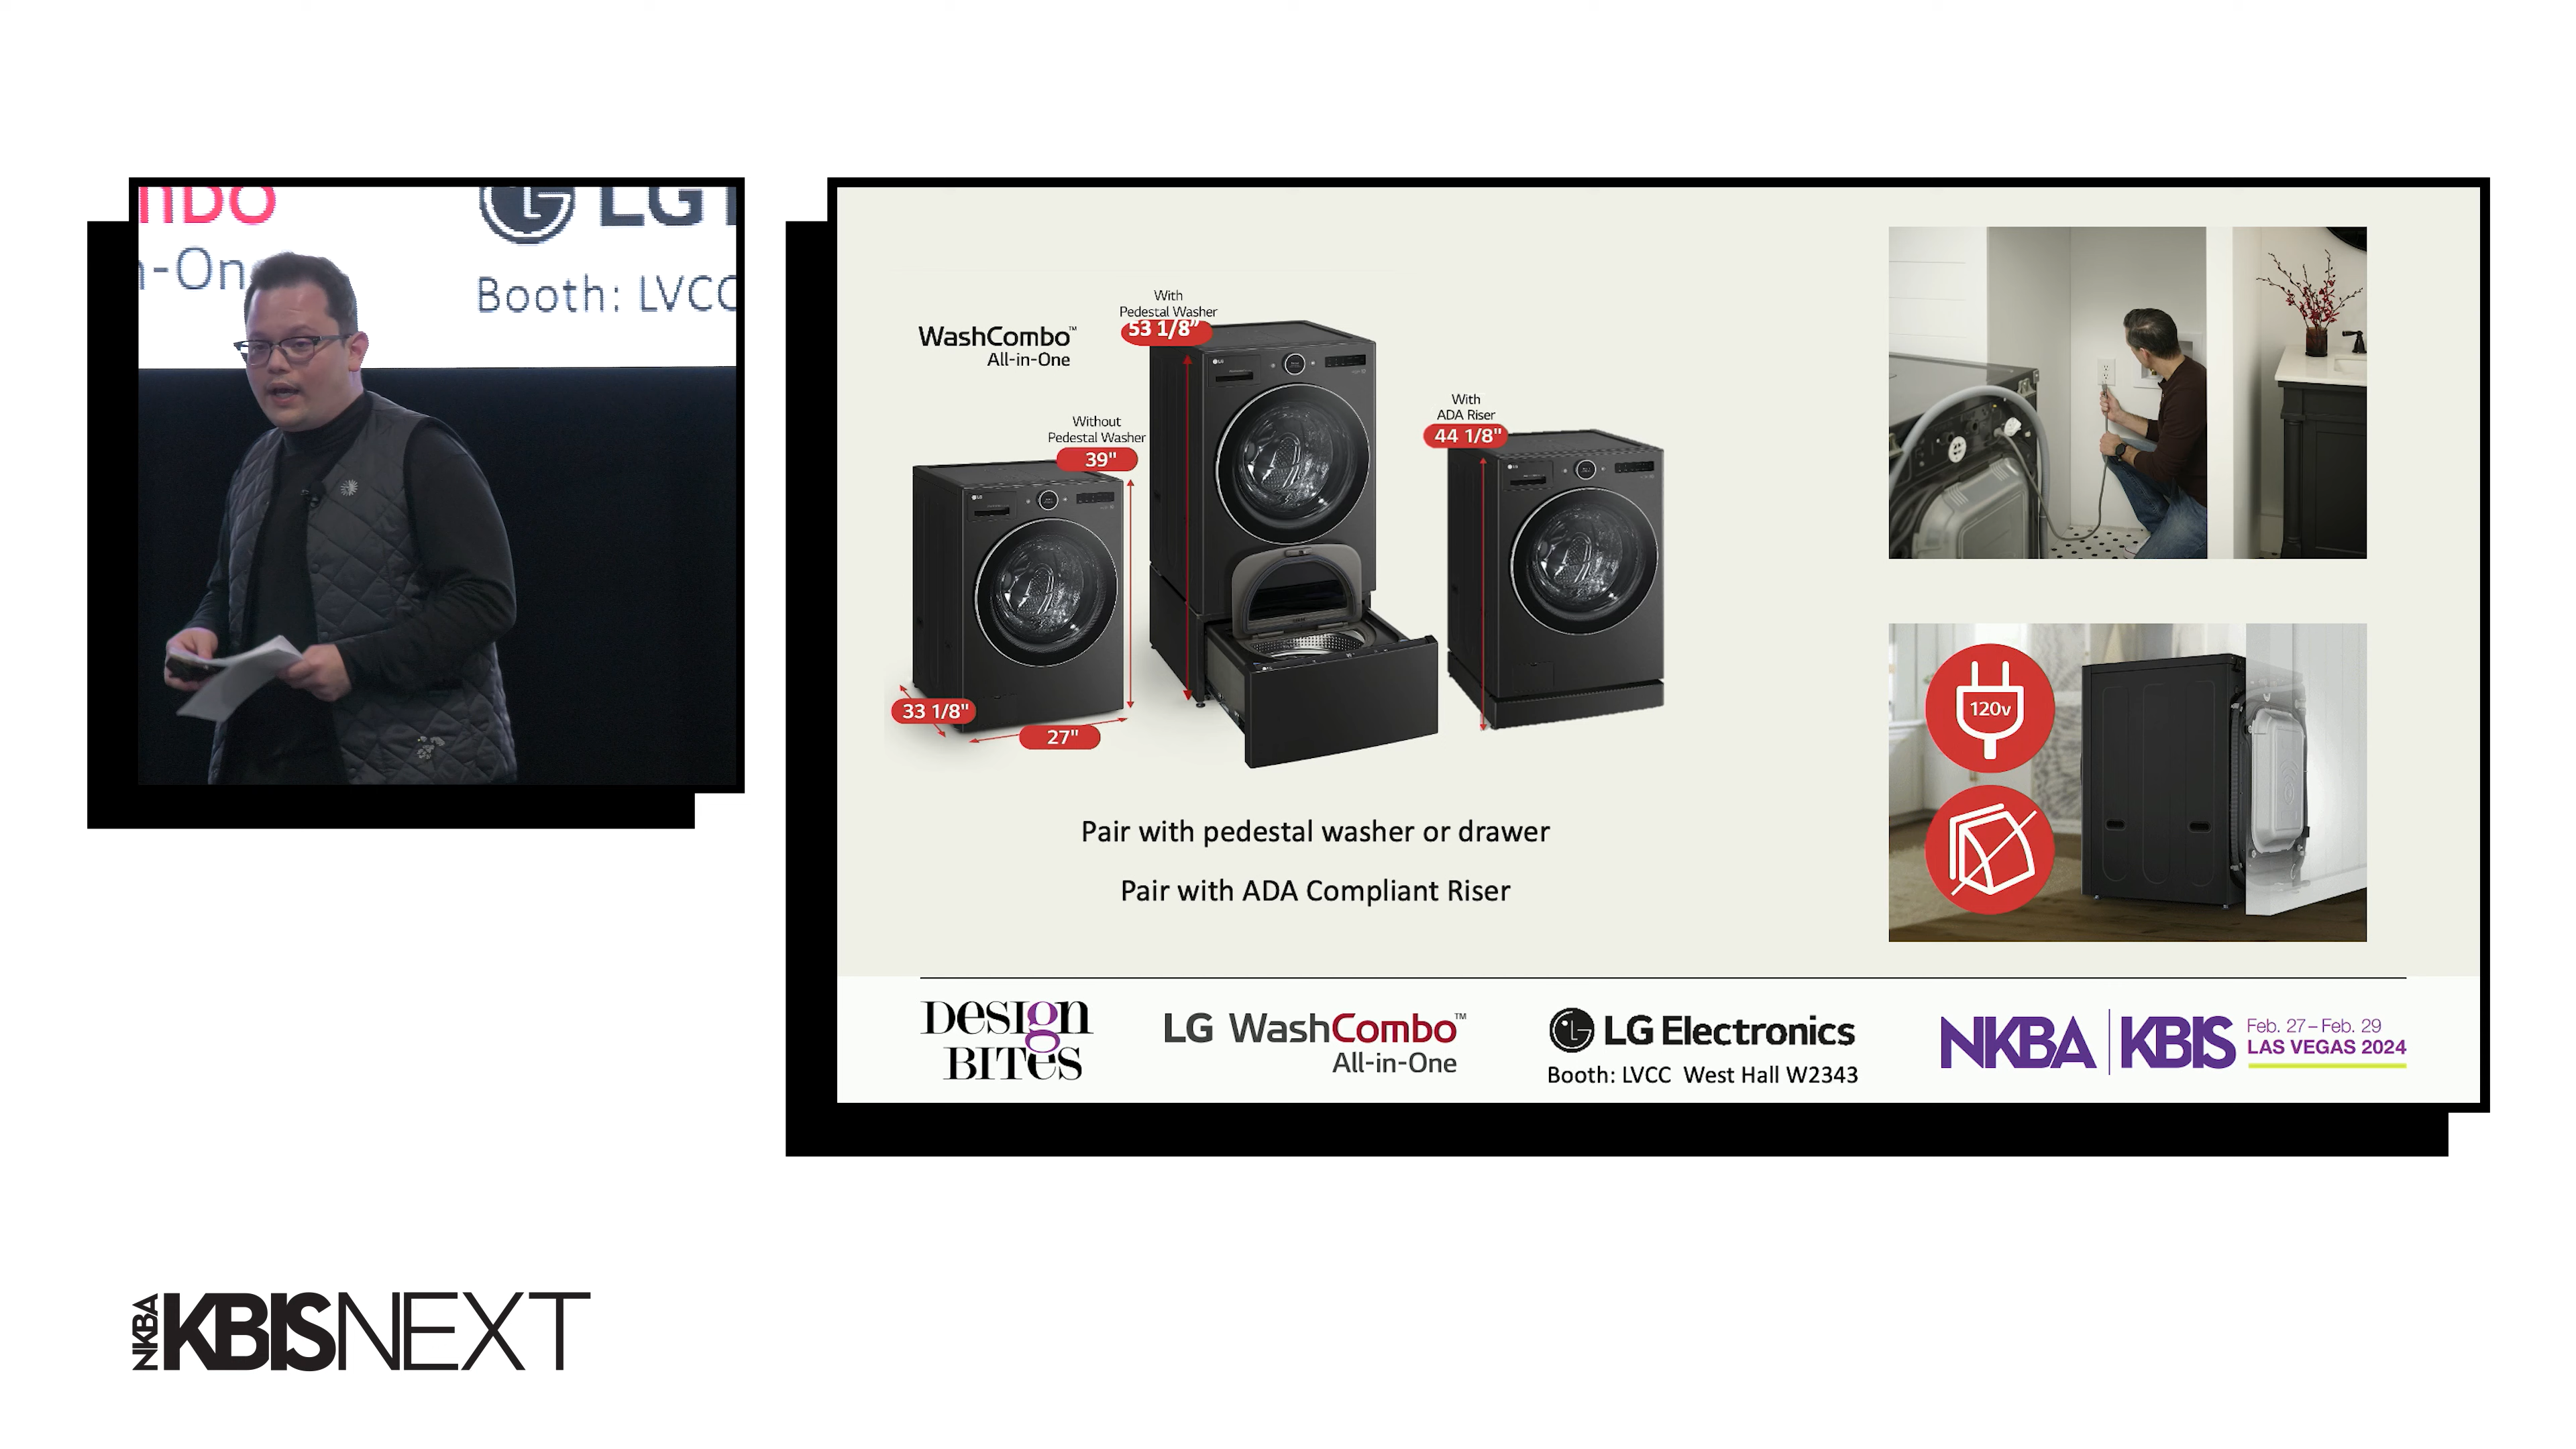 LG
Booth: LVCC
WashCombo™
All-in-One
With
Pedestal Washer
53 1/8"
Without
Pedestal Washer
39"
With
ADA Riser
44 1/8"
33 1/8"
27"
120v
Pair with pedestal washer or drawer
Pair with ADA Compliant Riser
Design
BITES
LG WashCombo™
All-in-One
LG Electronics
Booth: LVCC West Hall W2343
NKBA | KBIS
Feb. 27 – Feb. 29
LAS VEGAS 2024
NKBA KBISNEXT